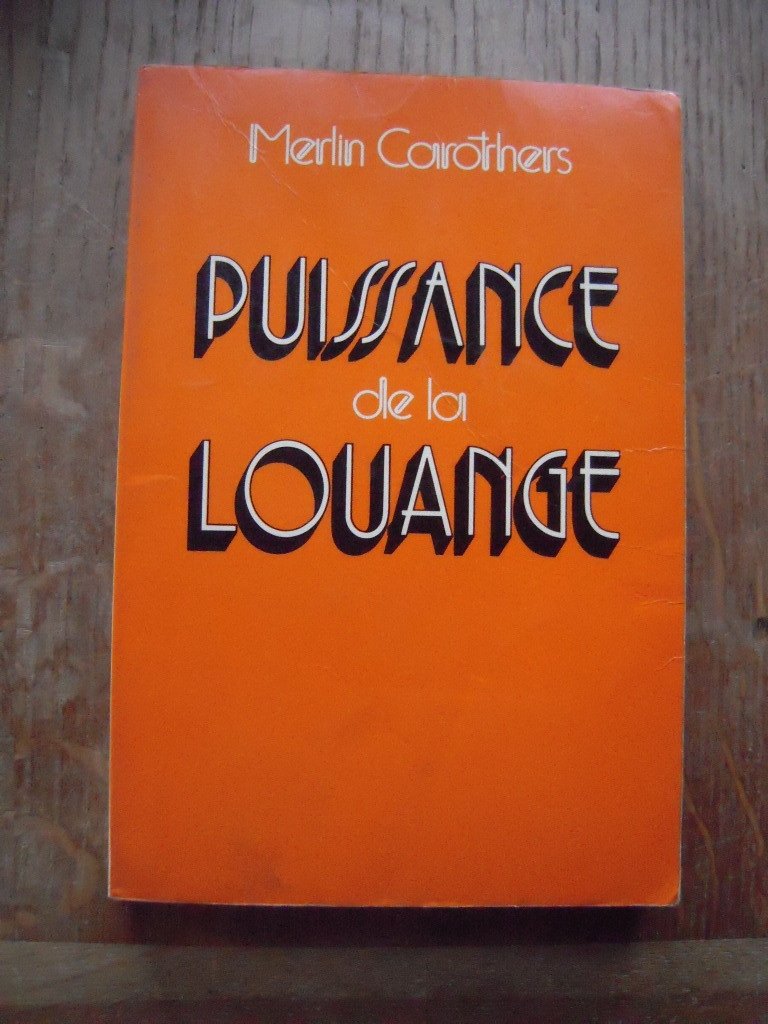 Merlin Carothers
PUISSANCE
de la
LOUANGE